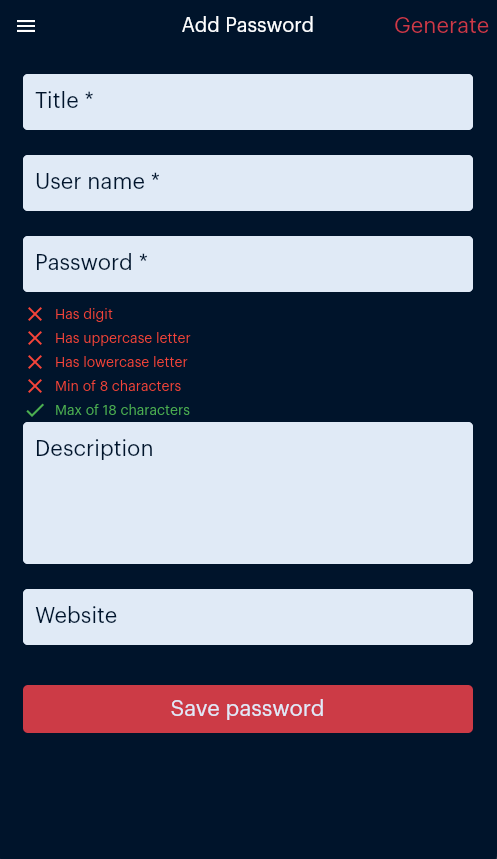 Add Password
Generate
Title *
User name *
Password *
Has digit
Has uppercase letter
Has lowercase letter
Min of 8 characters
Max of 18 characters
Description
Website
Save password